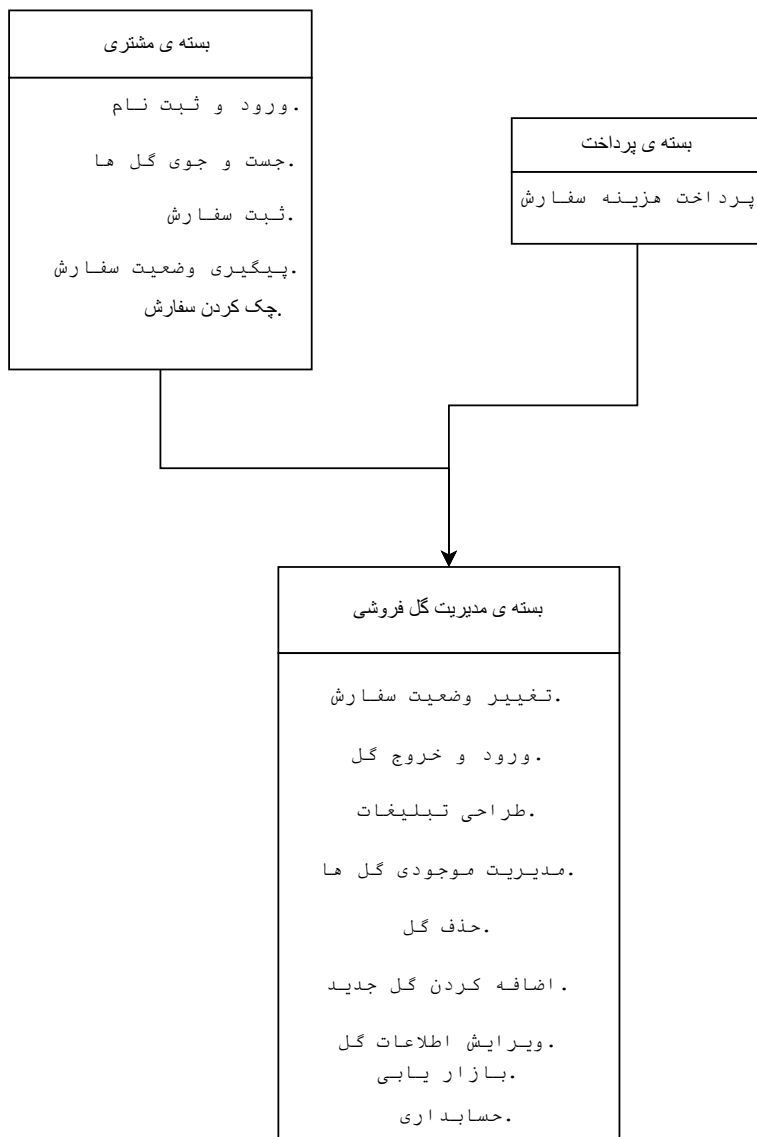 بسته ی مشتری
.ورود و ثبت نام
.جست و جوی گل ها
.ثبت سفارش
.پیگیری وضعیت سفارش
.چک کردن سفارش
بسته ی پرداخت
پرداخت هزینه سفارش
بسته ی مدیریت گل فروشی
.تغییر وضعیت سفارش
.ورود و خروج گل
.طراحی تبلیغات
.مدیریت موجودی گل ها
.حذف گل
.اضافه کردن گل جدید
.ویرایش اطلاعات گل
.بازار یابی
.حسابداری